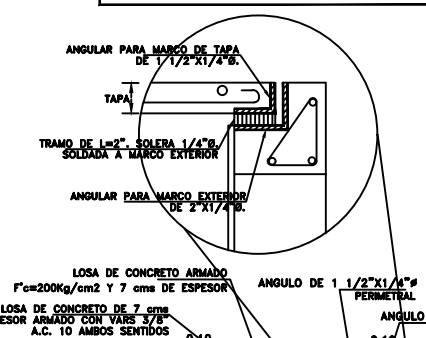 ANGULAR PARA MARCO DE TAPA
DE 1 1/2"X1/4"Ø.
TAPA
TRAMO DE L=2". SOLERA 1/4"Ø.
SOLDADA A MARCO EXTERIOR
ANGULAR PARA MARCO EXTERIOR
DE 2"X1/4"Ø.
LOSA DE CONCRETO ARMADO
F'c=200Kg/cm2 Y 7 cms DE ESPESOR
ANGULO DE 1 1/2"X1/4"ø
PERIMETRAL
LOSA DE CONCRETO DE 7 cms
ESOR ARMADO CON VARS 3/8"
A.C. 10 AMBOS SENTIDOS
ANGULO
0.10